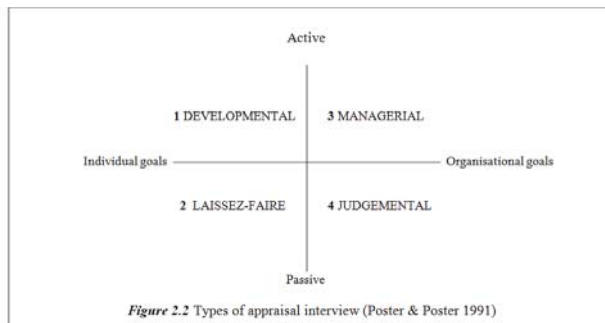 Active
1 DEVELOPMENTAL 3 MANAGERIAL
Individual goals Organisational goals
2 LAISSEZ-FAIRE 4 JUDGEMENTAL
Passive
Figure 2.2 Types of appraisal interview (Poster & Poster 1991)